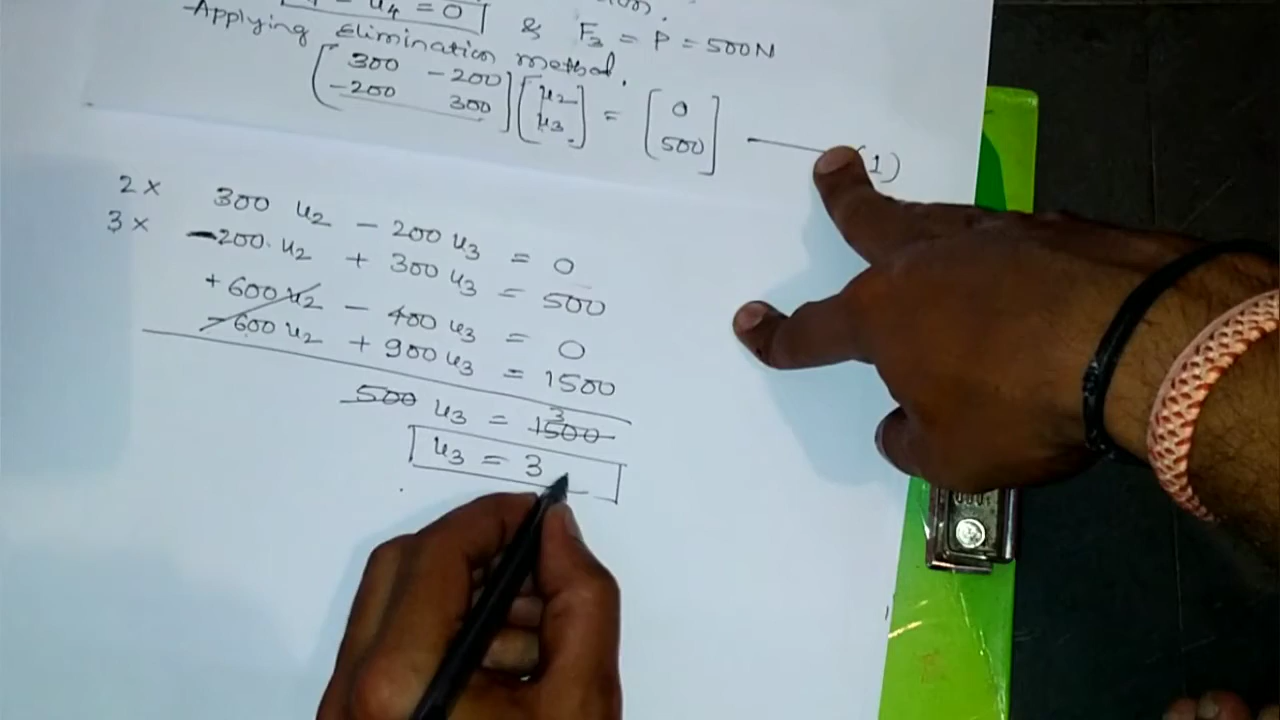 u4 = 0 & F3 = P = 500N
-Applying Elimination method.
[300 -200
-200 300] [u2
u3] = [0
500] —— (1)
2 x 300 u2 - 200 u3 = 0
3 x -200. u2 + 300 u3 = 500
+ 600 u2 - 400 u3 = 0
- 600 u2 + 900 u3 = 1500
500 u3 = 1500 3
u3 = 3